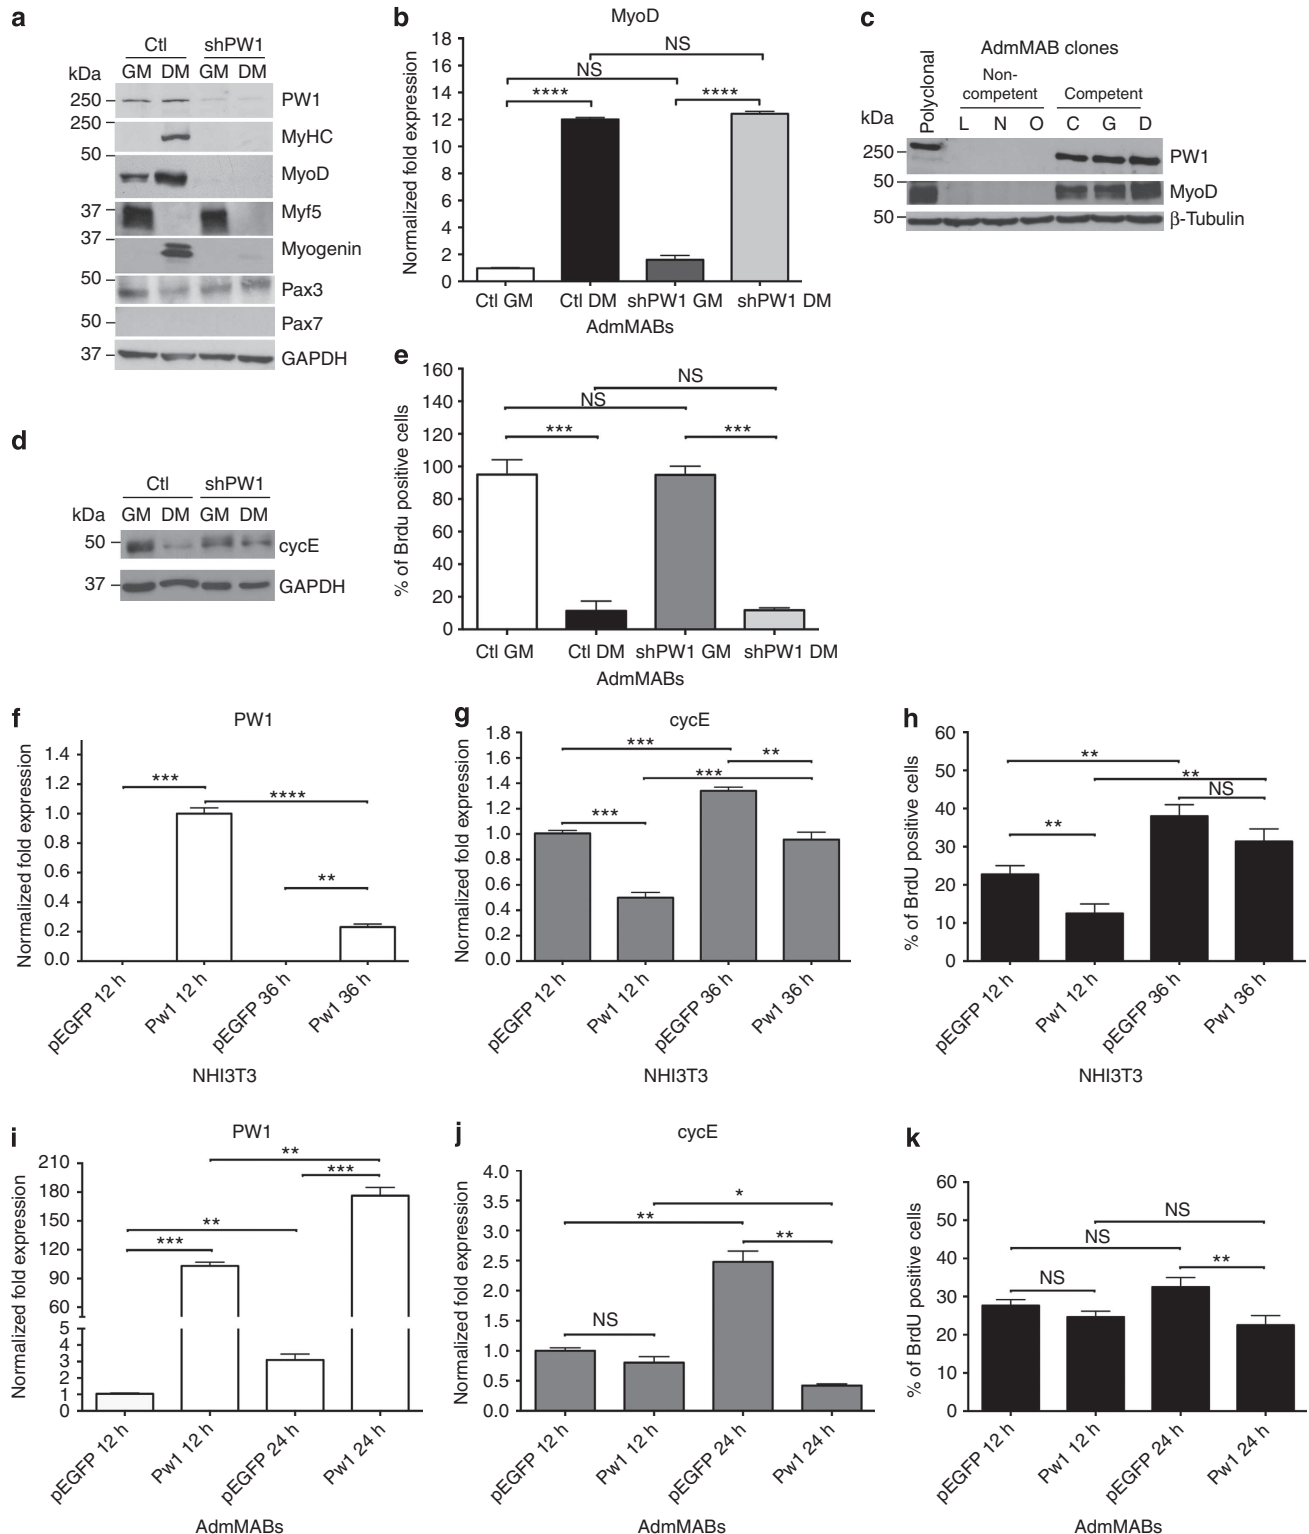 a
Ctl shPW1
kDa GM DM GM DM
250 PW1
250
MyHC
50
MyoD
37 Myf5
37
Myogenin
50
Pax3
50 Pax7
37 GAPDH
b
MyoD
Normalized fold expression
18
16
14
12
10
8
6
4
2
0
NS
NS
**** ****
Ctl GM Ctl DM shPW1 GM shPW1 DM
AdmMABs
c
AdmMAB clones
Polyclonal
Non-
competent Competent
kDa L N O C G D
250 PW1
50
MyoD
50 β-Tubulin
d
Ctl shPW1
kDa GM DM GM DM
50 cycE
37 GAPDH
e
% of Brdu positive cells
160
140
120
100
80
60
40
20
0
NS
NS
*** ***
Ctl GM Ctl DM shPW1 GM shPW1 DM
AdmMABs
f
PW1
Normalized fold expression
1.4
1.2
1.0
0.8
0.6
0.4
0.2
0.0
***
****
**
pEGFP 12 h Pw1 12 h pEGFP 36 h Pw1 36 h
NHI3T3
g
cycE
Normalized fold expression
1.8
1.6
1.4
1.2
1.0
0.8
0.6
0.4
0.2
0.0
*** **
***
***
pEGFP 12 h Pw1 12 h pEGFP 36 h Pw1 36 h
NHI3T3
h
% of BrdU positive cells
60
50
40
30
20
10
0
**
**
NS
**
pEGFP 12 h Pw1 12 h pEGFP 36 h Pw1 36 h
NHI3T3
i
PW1
Normalized fold expression
210
180
150
120
90
60
5
4
3
2
1
0
**
***
**
***
pEGFP 12 h Pw1 12 h pEGFP 24 h Pw1 24 h
AdmMABs
j
cycE
Normalized fold expression
4.0
3.5
3.0
2.5
2.0
1.5
1.0
0.5
0.0
*
**
**
NS
pEGFP 12 h Pw1 12 h pEGFP 24 h Pw1 24 h
AdmMABs
k
% of BrdU positive cells
60
50
40
30
20
10
0
NS
NS
**
NS
pEGFP 12 h Pw1 12 h pEGFP 24 h Pw1 24 h
AdmMABs